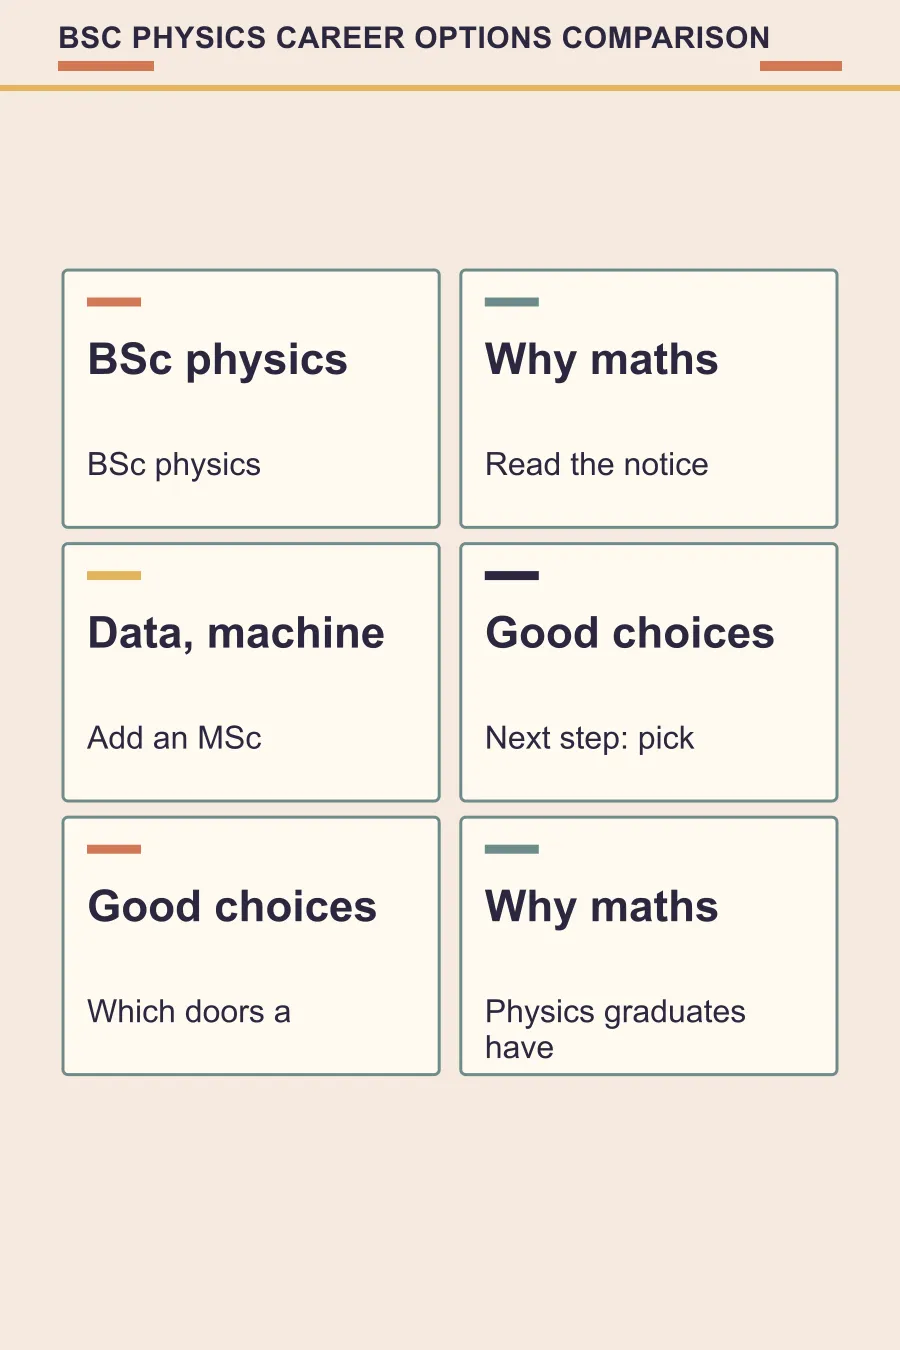 BSC PHYSICS CAREER OPTIONS COMPARISON
BSc physics
BSc physics
Why maths
Read the notice
Data, machine
Add an MSc
Good choices
Next step: pick
Good choices
Which doors a
Why maths
Physics graduates
have